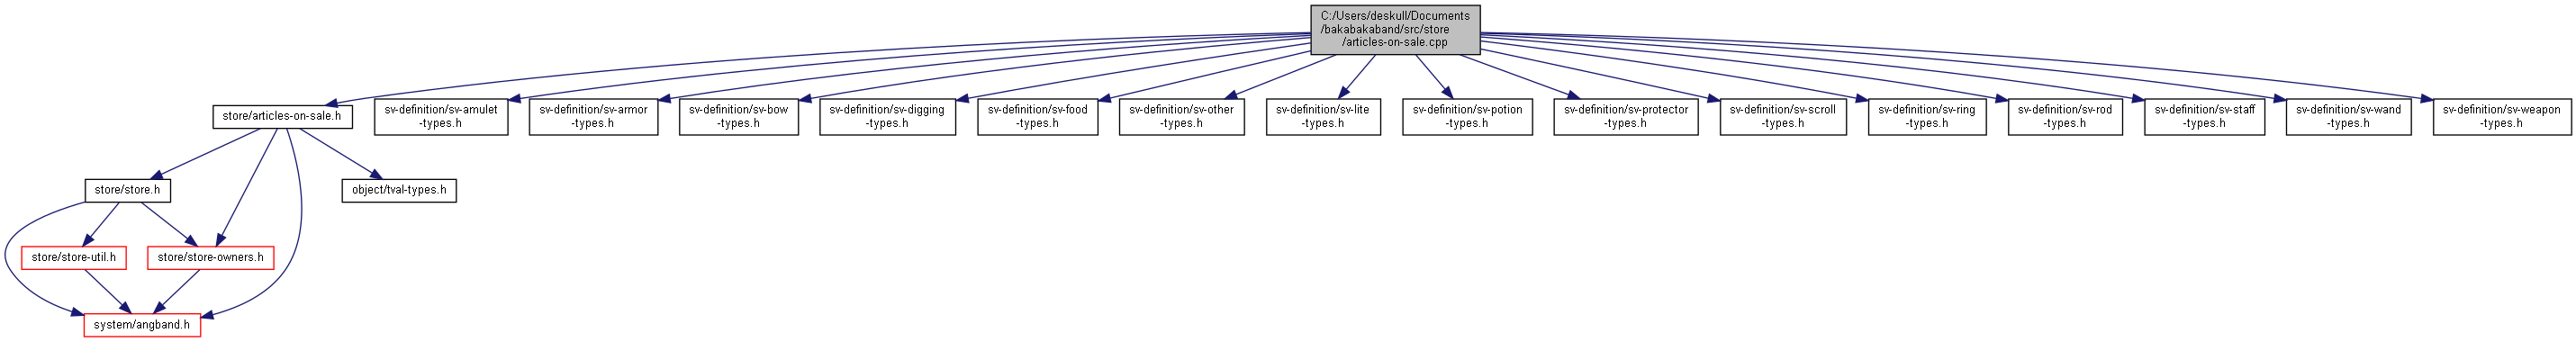 C:/Users/deskull/Documents
/bakabakaband/src/store
/articles-on-sale.cpp
store/articles-on-sale.h
sv-definition/sv-amulet
-types.h
sv-definition/sv-armor
-types.h
sv-definition/sv-bow
-types.h
sv-definition/sv-digging
-types.h
sv-definition/sv-food
-types.h
sv-definition/sv-other
-types.h
sv-definition/sv-lite
-types.h
sv-definition/sv-potion
-types.h
sv-definition/sv-protector
-types.h
sv-definition/sv-scroll
-types.h
sv-definition/sv-ring
-types.h
sv-definition/sv-rod
-types.h
sv-definition/sv-staff
-types.h
sv-definition/sv-wand
-types.h
sv-definition/sv-weapon
-types.h
store/store.h
object/tval-types.h
store/store-util.h
store/store-owners.h
system/angband.h